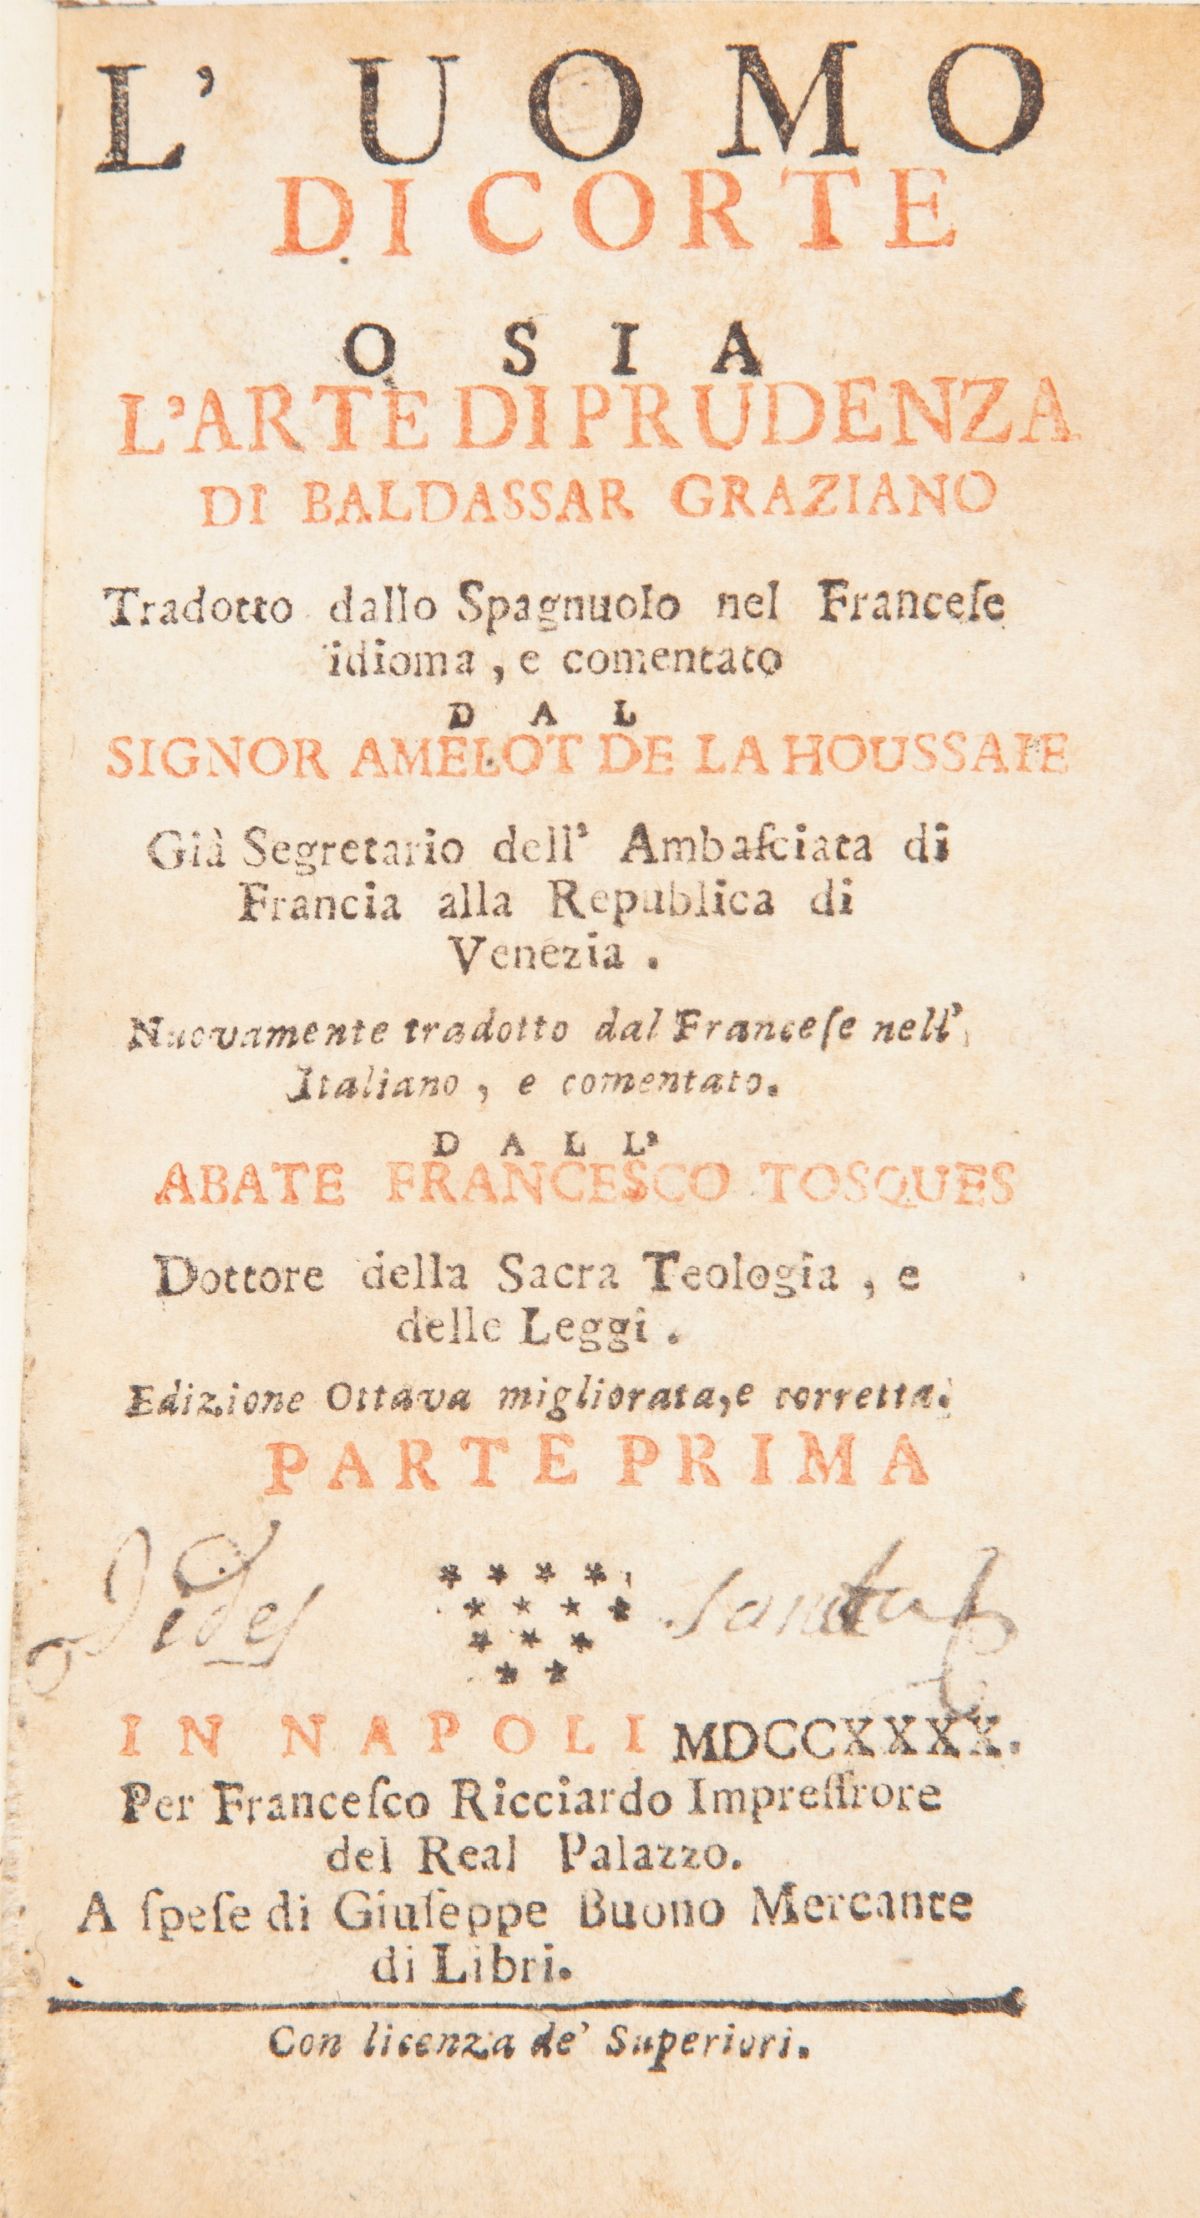 L' UOMO
DI CORTE
O SIA
L'ARTE DI PRUDENZA
DI BALDASSAR GRAZIANO
Tradotto dallo Spagnuolo nel Franceſe
idioma, e comentato
DAL
SIGNOR AMELOT DE LA HOUSSAIE
Già Segretario dell' Ambaſciata di
Francia alla Republica di
Venezia.
Nuovamente tradotto dal Franceſe nell'
Italiano, e comentato.
DALL'
ABATE FRANCESCO TOSQUES
Dottore della Sacra Teologia, e
delle Leggi.
Edizione Ottava migliorata, e corretta.
PARTE PRIMA
IN NAPOLI MDCCXXXX.
Per Franceſco Ricciardo Impreſſrore
del Real Palazzo.
A ſpeſe di Giuſeppe Buono Mercante
di Libri.
Con licenza de' Superiori.